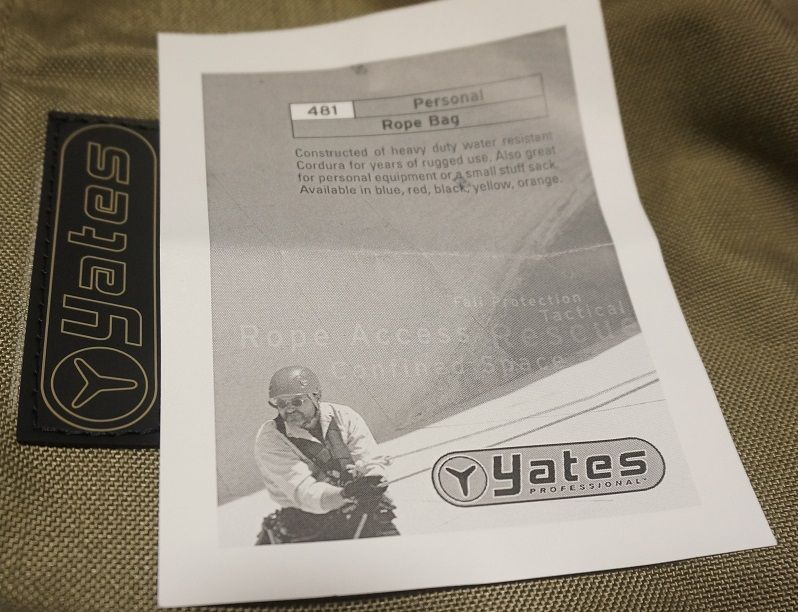 yates
481
Personal
Rope Bag
Constructed of heavy duty water resistant
Cordura for years of rugged use. Also great
for personal equipment or a small stuff sack.
Available in blue, red, black, yellow, orange.
Fall Protection
Tactical
Rope Access Rescue
Confined Space
yates
PROFESSIONAL